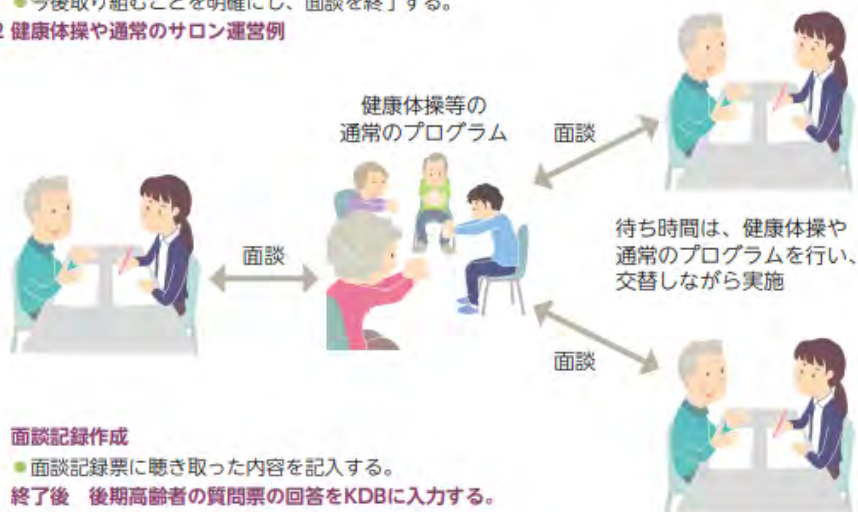 ●今後取り組むことを明確にし、面談を終了する。
2 健康体操や通常のサロン運営例
健康体操等の
通常のプログラム
面談
面談
待ち時間は、健康体操や
通常のプログラムを行い、
交替しながら実施
面談
面談記録作成
●面談記録票に聴き取った内容を記入する。
終了後　後期高齢者の質問票の回答をKDBに入力する。